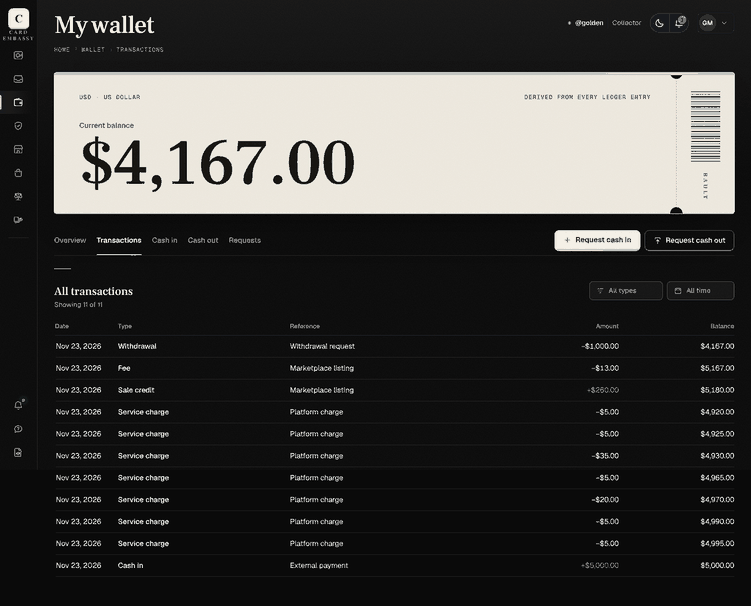 C
CARD
EMBASSY
My wallet
@golden Collector
GM
HOME WALLET TRANSACTIONS
USD US DOLLAR
DERIVED FROM EVERY LEDGER ENTRY
Current balance
$4,167.00
VAULT
Overview Transactions Cash in Cash out Requests
+ Request cash in
Request cash out
All transactions
Showing 11 of 11
All types
All time
Date Type Reference Amount Balance
Nov 23, 2026 Withdrawal Withdrawal request −$1,000.00 $4,167.00
Nov 23, 2026 Fee Marketplace listing −$13.00 $5,167.00
Nov 23, 2026 Sale credit Marketplace listing +$260.00 $5,180.00
Nov 23, 2026 Service charge Platform charge −$5.00 $4,920.00
Nov 23, 2026 Service charge Platform charge −$5.00 $4,925.00
Nov 23, 2026 Service charge Platform charge −$35.00 $4,930.00
Nov 23, 2026 Service charge Platform charge −$5.00 $4,965.00
Nov 23, 2026 Service charge Platform charge −$20.00 $4,970.00
Nov 23, 2026 Service charge Platform charge −$5.00 $4,990.00
Nov 23, 2026 Service charge Platform charge −$5.00 $4,995.00
Nov 23, 2026 Cash in External payment +$5,000.00 $5,000.00